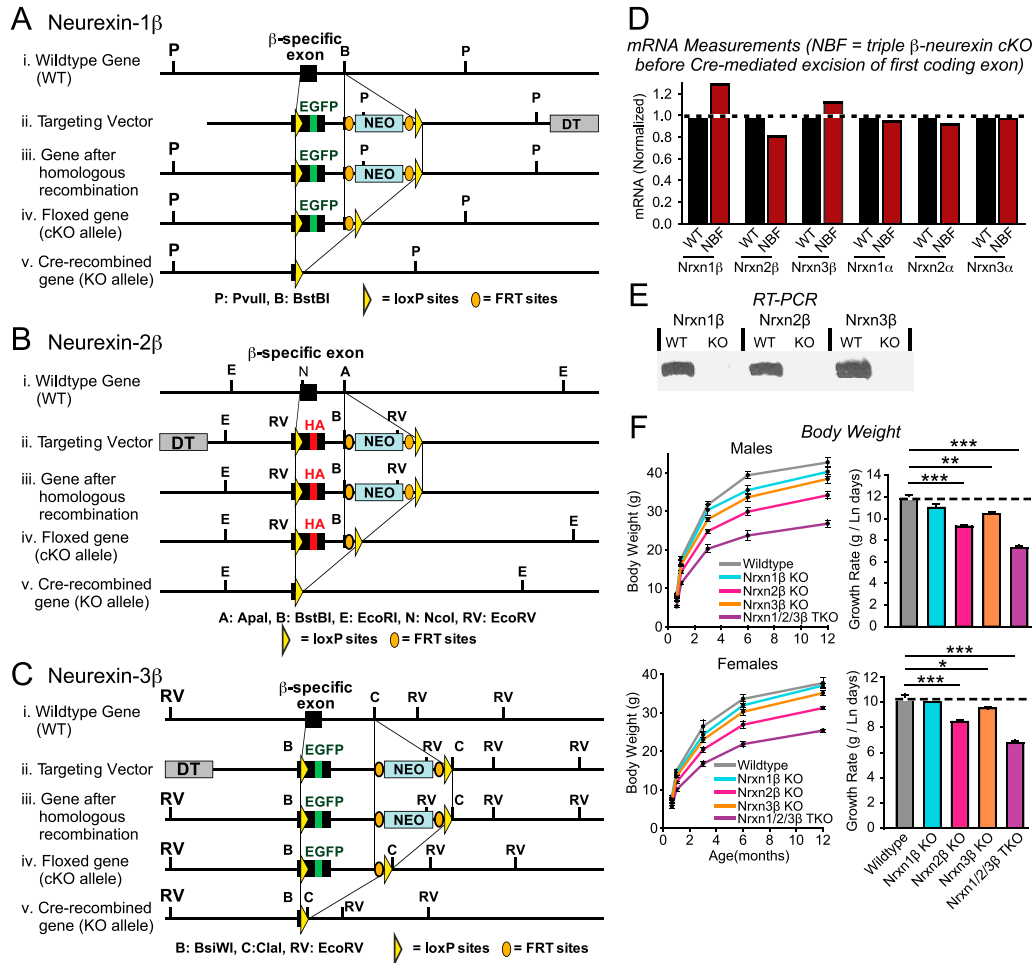 A Neurexin-1β
β-specific
exon
i. Wildtype Gene
(WT)
P
B
P
ii. Targeting Vector
EGFP
P
NEO
P
DT
iii. Gene after
homologous
recombination
P
EGFP
P
NEO
P
iv. Floxed gene
(cKO allele)
P
EGFP
P
v. Cre-recombined
gene (KO allele)
P
P
P: PvuII, B: BstBI
= loxP sites
= FRT sites
B Neurexin-2β
β-specific exon
i. Wildtype Gene
(WT)
E
N
A
E
ii. Targeting Vector
DT
E
RV
HA
B
NEO
RV
iii. Gene after
homologous
recombination
E
RV
HA
B
NEO
RV
iv. Floxed gene
(cKO allele)
E
RV
HA
B
E
v. Cre-recombined
gene (KO allele)
E
E
A: ApaI, B: BstBI, E: EcoRI, N: NcoI, RV: EcoRV
= loxP sites
= FRT sites
C Neurexin-3β
β-specific
exon
i. Wildtype Gene
(WT)
RV
C
RV
RV
ii. Targeting Vector
DT
B
EGFP
NEO
RV
C
RV
RV
iii. Gene after
homologous
recombination
RV
B
EGFP
NEO
RV
C
RV
RV
iv. Floxed gene
(cKO allele)
RV
B
EGFP
C
RV
RV
v. Cre-recombined
gene (KO allele)
RV
B
C
RV
RV
B: BsiWI, C:ClaI, RV: EcoRV
= loxP sites
= FRT sites
D
mRNA Measurements (NBF = triple β-neurexin cKO
before Cre-mediated excision of first coding exon)
mRNA (Normalized)
1.2
1.0
0.8
0.6
0.4
0.2
0.0
WT NBF WT NBF WT NBF WT NBF WT NBF WT NBF
Nrxn1β Nrxn2β Nrxn3β Nrxn1α Nrxn2α Nrxn3α
E
RT-PCR
Nrxn1β Nrxn2β Nrxn3β
WT KO WT KO WT KO
F
Body Weight
Males
Body Weight (g)
40
30
20
10
0
Wildtype
Nrxn1β KO
Nrxn2β KO
Nrxn3β KO
Nrxn1/2/3β TKO
0 2 4 6 8 10 12
Growth Rate (g / Ln days)
14
12
10
8
6
4
2
0
***
**
***
Females
Body Weight (g)
40
30
20
10
0
Wildtype
Nrxn1β KO
Nrxn2β KO
Nrxn3β KO
Nrxn1/2/3β TKO
0 2 4 6 8 10 12
Age(months)
Growth Rate (g / Ln days)
12
10
8
6
4
2
0
***
*
***
Wildtype
Nrxn1β KO
Nrxn2β KO
Nrxn3β KO
Nrxn1/2/3β TKO